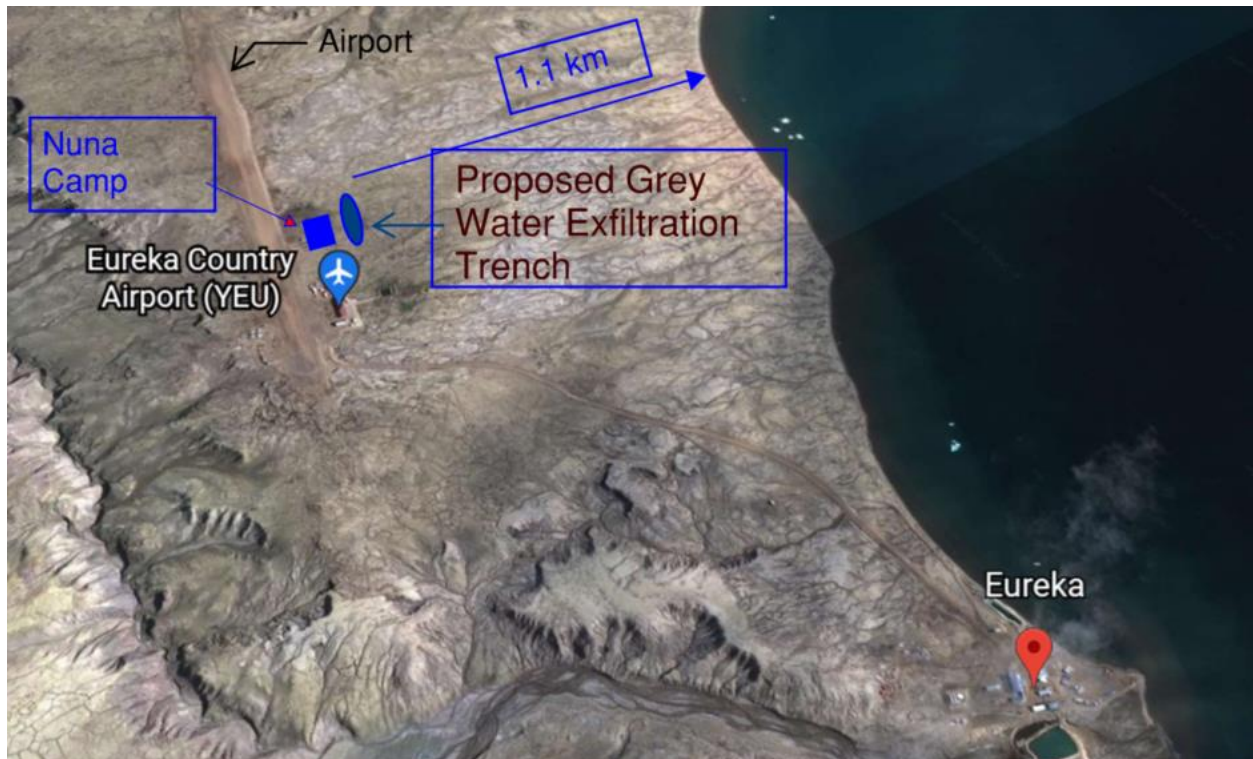 Airport
1.1 km
Nuna
Camp
Proposed Grey
Water Exfiltration
Trench
Eureka Country
Airport (YEU)
Eureka